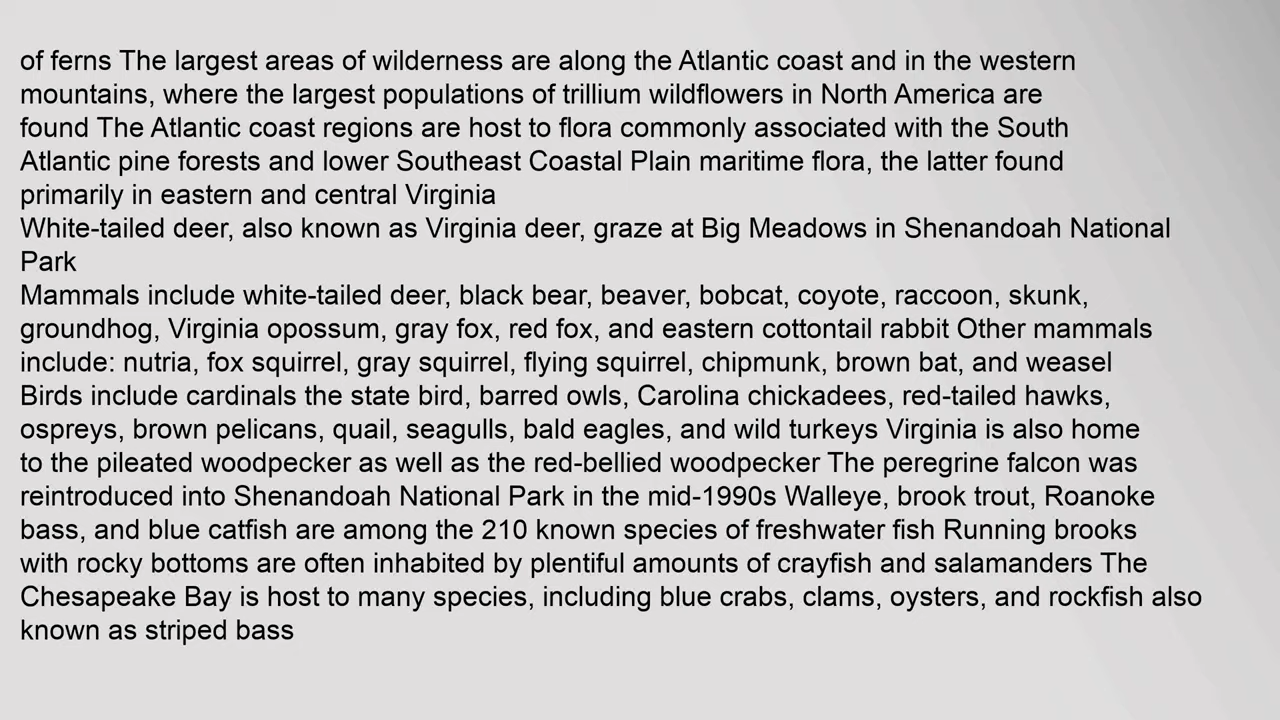 of ferns The largest areas of wilderness are along the Atlantic coast and in the western
mountains, where the largest populations of trillium wildflowers in North America are
found The Atlantic coast regions are host to flora commonly associated with the South
Atlantic pine forests and lower Southeast Coastal Plain maritime flora, the latter found
primarily in eastern and central Virginia
White-tailed deer, also known as Virginia deer, graze at Big Meadows in Shenandoah National
Park
Mammals include white-tailed deer, black bear, beaver, bobcat, coyote, raccoon, skunk,
groundhog, Virginia opossum, gray fox, red fox, and eastern cottontail rabbit Other mammals
include: nutria, fox squirrel, gray squirrel, flying squirrel, chipmunk, brown bat, and weasel
Birds include cardinals the state bird, barred owls, Carolina chickadees, red-tailed hawks,
ospreys, brown pelicans, quail, seagulls, bald eagles, and wild turkeys Virginia is also home
to the pileated woodpecker as well as the red-bellied woodpecker The peregrine falcon was
reintroduced into Shenandoah National Park in the mid-1990s Walleye, brook trout, Roanoke
bass, and blue catfish are among the 210 known species of freshwater fish Running brooks
with rocky bottoms are often inhabited by plentiful amounts of crayfish and salamanders The
Chesapeake Bay is host to many species, including blue crabs, clams, oysters, and rockfish also
known as striped bass